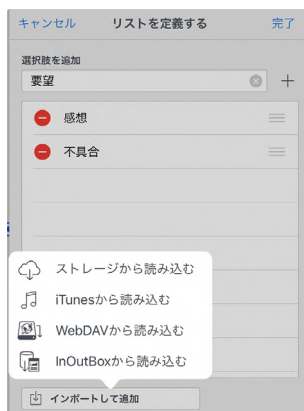 キャンセル リストを定義する 完了
選択肢を追加
要望
感想
不具合
ストレージから読み込む
iTunesから読み込む
WebDAVから読み込む
InOutBoxから読み込む
インポートして追加